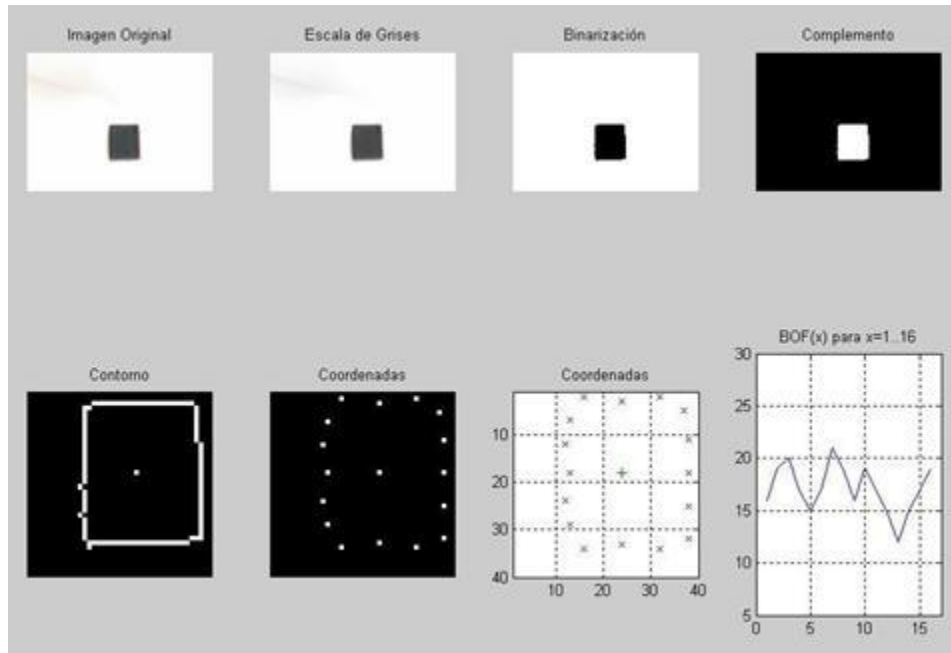 Imagen Original
Escala de Grises
Binarización
Complemento
Contorno
Coordenadas
Coordenadas
10
20
30
40
10 20 30 40
BOF(x) para x=1..16
30
25
20
15
10
5
0 5 10 15